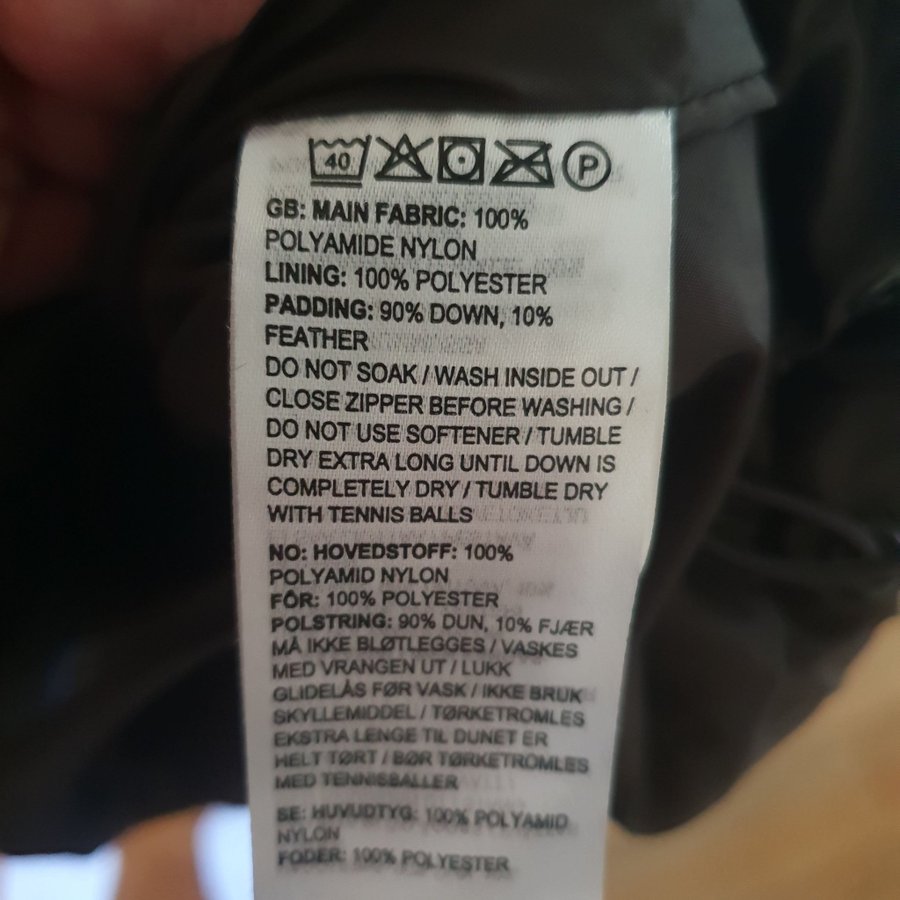 40 P
GB: MAIN FABRIC: 100%
POLYAMIDE NYLON
LINING: 100% POLYESTER
PADDING: 90% DOWN, 10%
FEATHER
DO NOT SOAK / WASH INSIDE OUT /
CLOSE ZIPPER BEFORE WASHING /
DO NOT USE SOFTENER / TUMBLE
DRY EXTRA LONG UNTIL DOWN IS
COMPLETELY DRY / TUMBLE DRY
WITH TENNIS BALLS
NO: HOVEDSTOFF: 100%
POLYAMID NYLON
FÔR: 100% POLYESTER
POLSTRING: 90% DUN, 10% FJÆR
MÅ IKKE BLØTLEGGES / VASKES
MED VRANGEN UT / LUKK
GLIDELÅS FØR VASK / IKKE BRUK
SKYLLEMIDDEL / TØRKETROMLES
EKSTRA LENGE TIL DUNET ER
HELT TØRT / BØR TØRKETROMLES
MED TENNISBALLER
SE: HUVUDTYG: 100% POLYAMID
NYLON
FODER: 100% POLYESTER